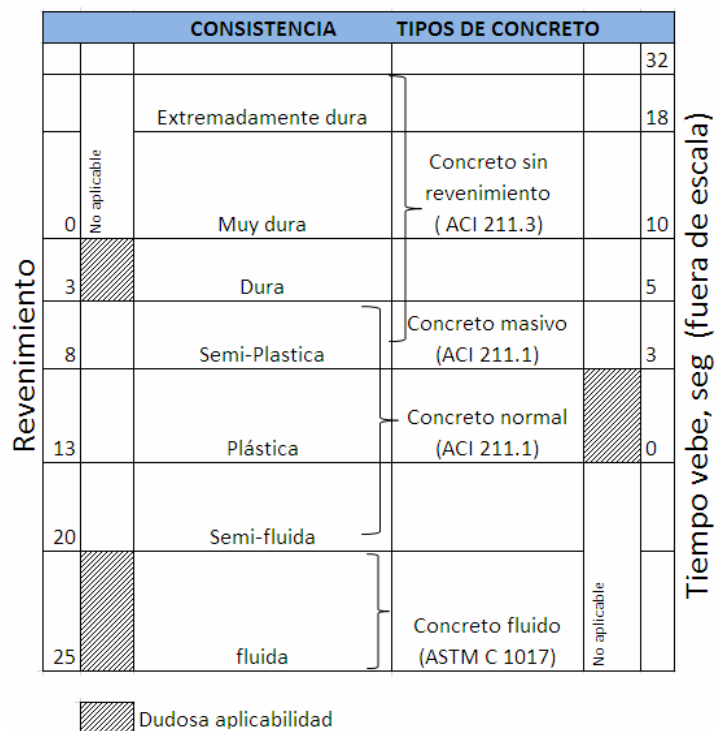 CONSISTENCIA TIPOS DE CONCRETO
32
Extremadamente dura 18
No aplicable
Concreto sin
revenimiento
( ACI 211.3)
0 Muy dura 10
3 Dura 5
Concreto masivo
8 Semi-Plastica (ACI 211.1) 3
Concreto normal
13 Plástica (ACI 211.1) 0
20 Semi-fluida
Concreto fluido
25 fluida (ASTM C 1017)
No aplicable
Revenimiento
Tiempo vebe, seg (fuera de escala)
Dudosa aplicabilidad